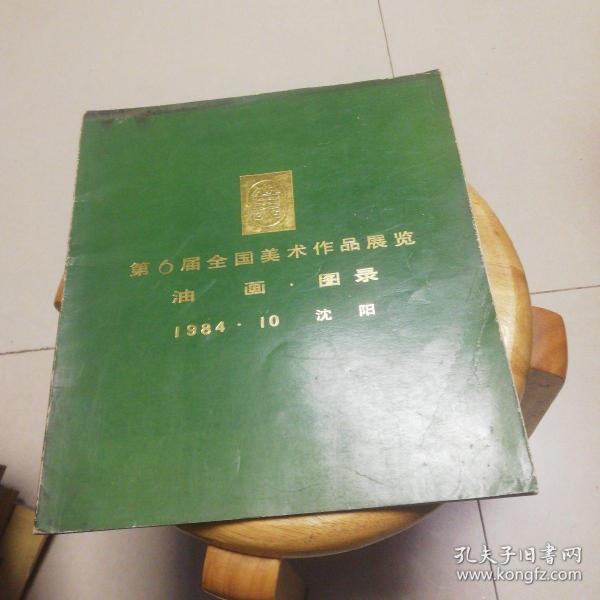 第6届全国美术作品展览
油画·图录
1984·10 沈阳
孔夫子旧书网
www.kongfz.com